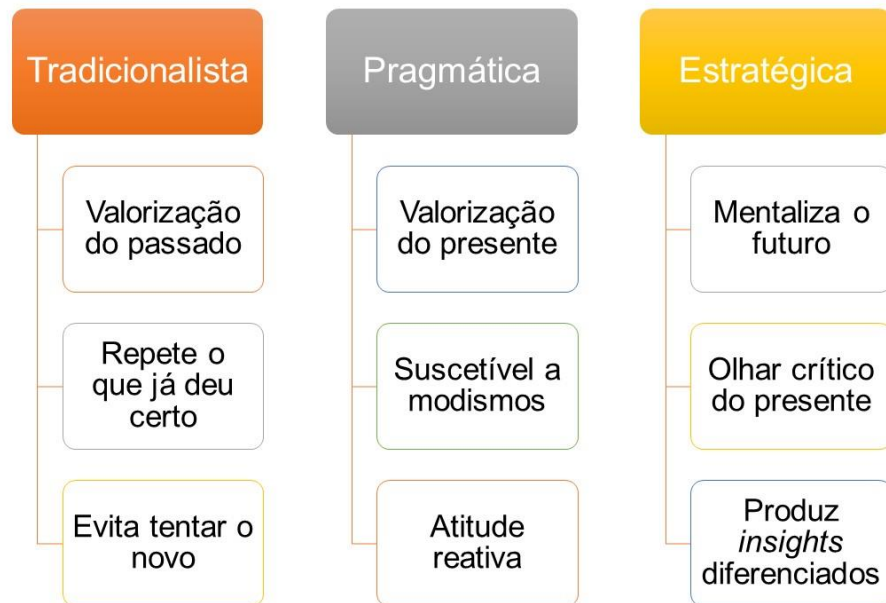 Tradicionalista
Valorização
do passado
Repete o
que já deu
certo
Evita tentar o
novo
Pragmática
Valorização
do presente
Suscetível a
modismos
Atitude
reativa
Estratégica
Mentaliza o
futuro
Olhar crítico
do presente
Produz
insights
diferenciados